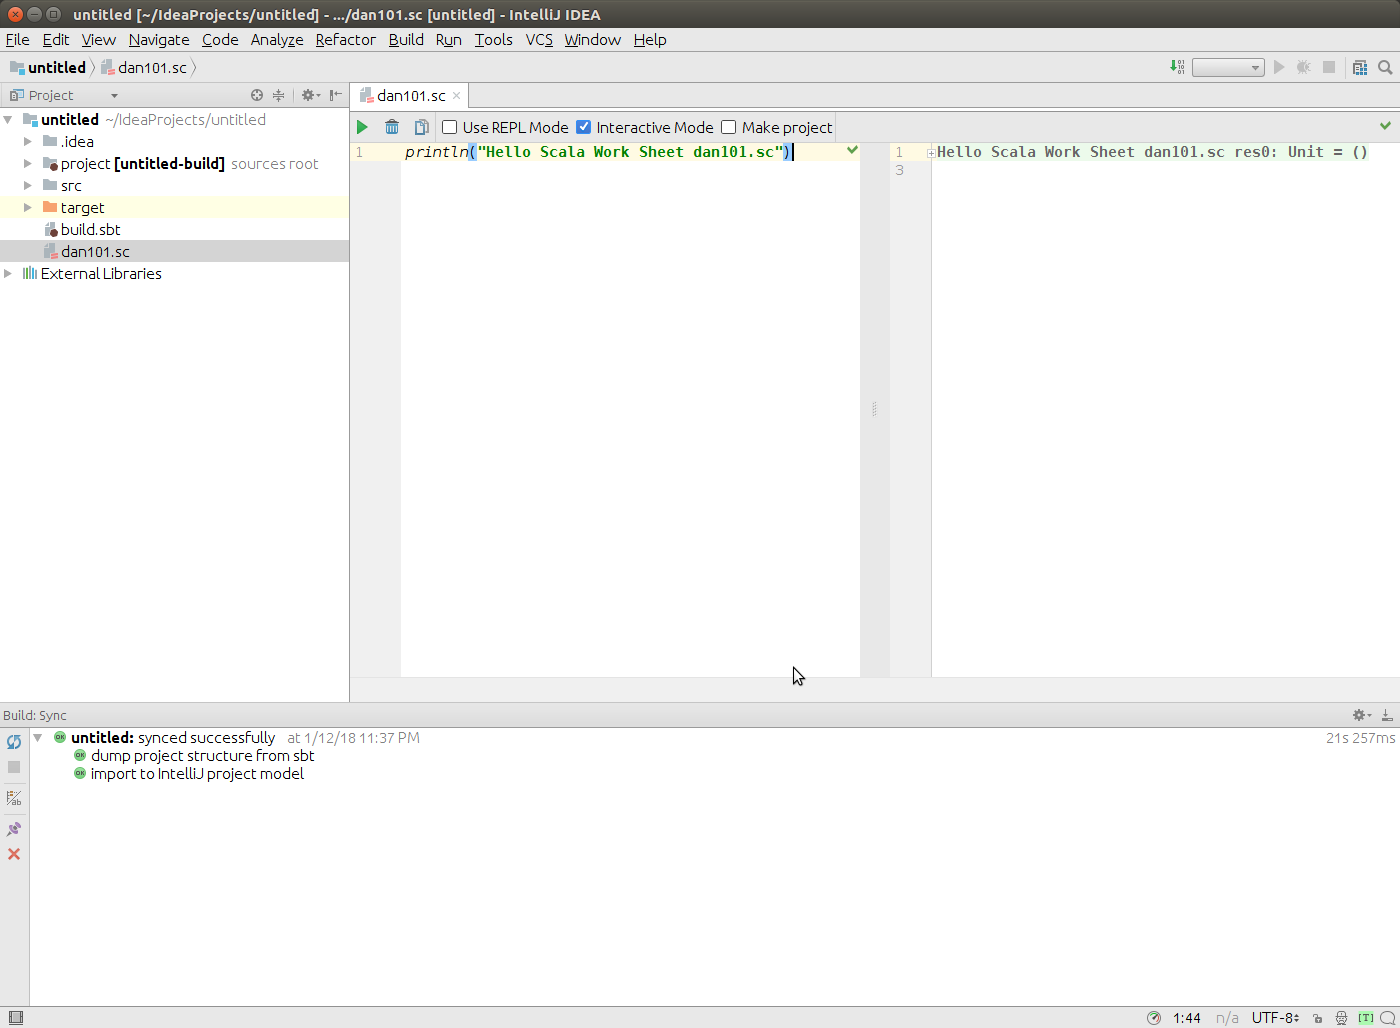 untitled [~/IdeaProjects/untitled] - .../dan101.sc [untitled] - IntelliJ IDEA
File Edit View Navigate Code Analyze Refactor Build Run Tools VCS Window Help
untitled dan101.sc
Project
dan101.sc
untitled ~/IdeaProjects/untitled
.idea
project [untitled-build] sources root
src
target
build.sbt
dan101.sc
External Libraries
Use REPL Mode Interactive Mode Make project
1 println("Hello Scala Work Sheet dan101.sc")
1 Hello Scala Work Sheet dan101.sc res0: Unit = ()
3
Build: Sync
untitled: synced successfully at 1/12/18 11:37 PM 21s 257ms
OK dump project structure from sbt
OK import to IntelliJ project model
1:44 n/a UTF-8 [T]